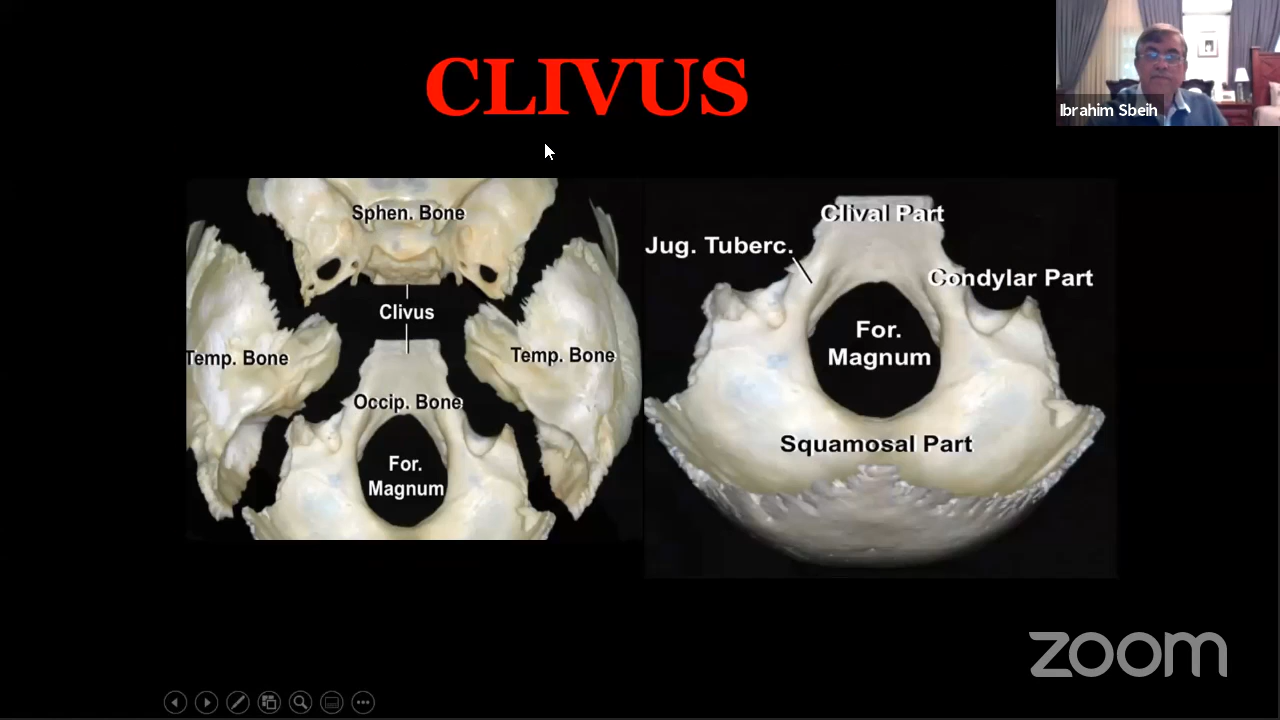 CLIVUS
Ibrahim Sbeih
Sphen. Bone
Clivus
Temp. Bone
Temp. Bone
Occip. Bone
For.
Magnum
Clival Part
Jug. Tuberc.
Condylar Part
For.
Magnum
Squamosal Part
zoom